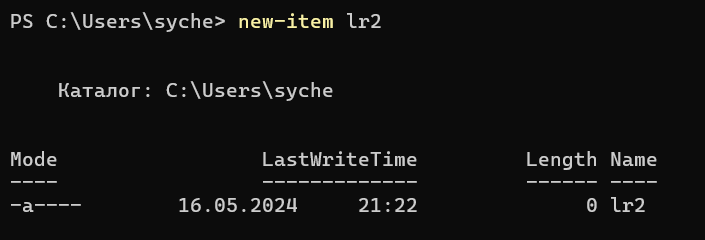 PS C:\Users\syche> new-item lr2
Каталог: C:\Users\syche
Mode LastWriteTime Length Name
---- ------------- ------ ----
-a---- 16.05.2024 21:22 0 lr2